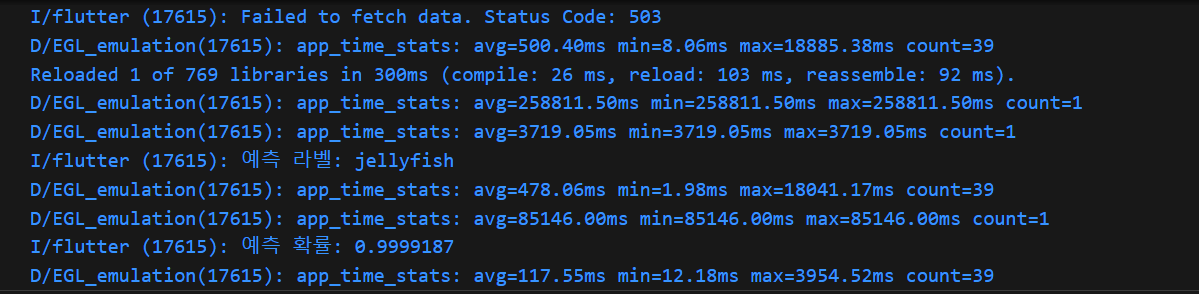 I/flutter (17615): Failed to fetch data. Status Code: 503
D/EGL_emulation(17615): app_time_stats: avg=500.40ms min=8.06ms max=18885.38ms count=39
Reloaded 1 of 769 libraries in 300ms (compile: 26 ms, reload: 103 ms, reassemble: 92 ms).
D/EGL_emulation(17615): app_time_stats: avg=258811.50ms min=258811.50ms max=258811.50ms count=1
D/EGL_emulation(17615): app_time_stats: avg=3719.05ms min=3719.05ms max=3719.05ms count=1
I/flutter (17615): 예측 라벨: jellyfish
D/EGL_emulation(17615): app_time_stats: avg=478.06ms min=1.98ms max=18041.17ms count=39
D/EGL_emulation(17615): app_time_stats: avg=85146.00ms min=85146.00ms max=85146.00ms count=1
I/flutter (17615): 예측 확률: 0.9999187
D/EGL_emulation(17615): app_time_stats: avg=117.55ms min=12.18ms max=3954.52ms count=39